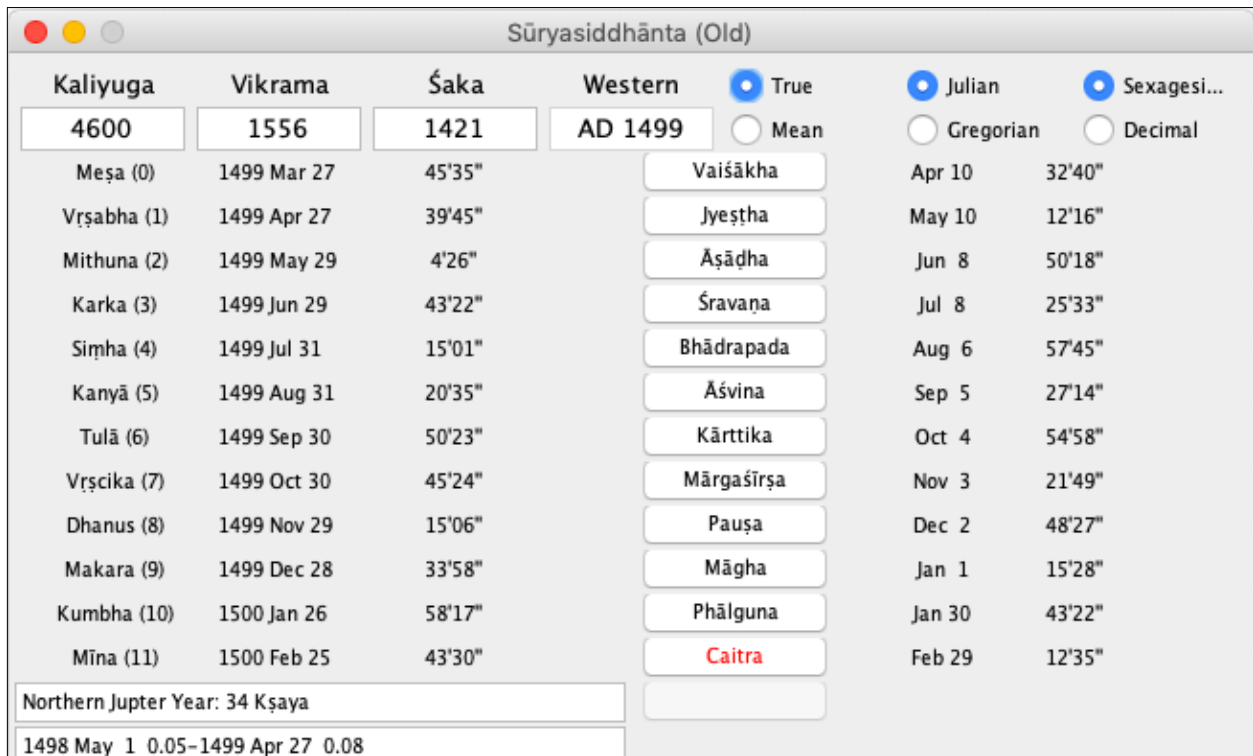 Sūryasiddhānta (Old)
Kaliyuga Vikrama Śaka Western True Julian Sexagesi...
4600 1556 1421 AD 1499 Mean Gregorian Decimal
Meṣa (0) 1499 Mar 27 45'35" Vaiśākha Apr 10 32'40"
Vṛṣabha (1) 1499 Apr 27 39'45" Jyeṣṭha May 10 12'16"
Mithuna (2) 1499 May 29 4'26" Āṣāḍha Jun 8 50'18"
Karka (3) 1499 Jun 29 43'22" Śravaṇa Jul 8 25'33"
Siṃha (4) 1499 Jul 31 15'01" Bhādrapada Aug 6 57'45"
Kanyā (5) 1499 Aug 31 20'35" Āśvina Sep 5 27'14"
Tulā (6) 1499 Sep 30 50'23" Kārttika Oct 4 54'58"
Vṛścika (7) 1499 Oct 30 45'24" Mārgaśīrṣa Nov 3 21'49"
Dhanus (8) 1499 Nov 29 15'06" Pauṣa Dec 2 48'27"
Makara (9) 1499 Dec 28 33'58" Māgha Jan 1 15'28"
Kumbha (10) 1500 Jan 26 58'17" Phālguna Jan 30 43'22"
Mīna (11) 1500 Feb 25 43'30" Caitra Feb 29 12'35"
Northern Jupter Year: 34 Kṣaya
1498 May 1 0.05–1499 Apr 27 0.08